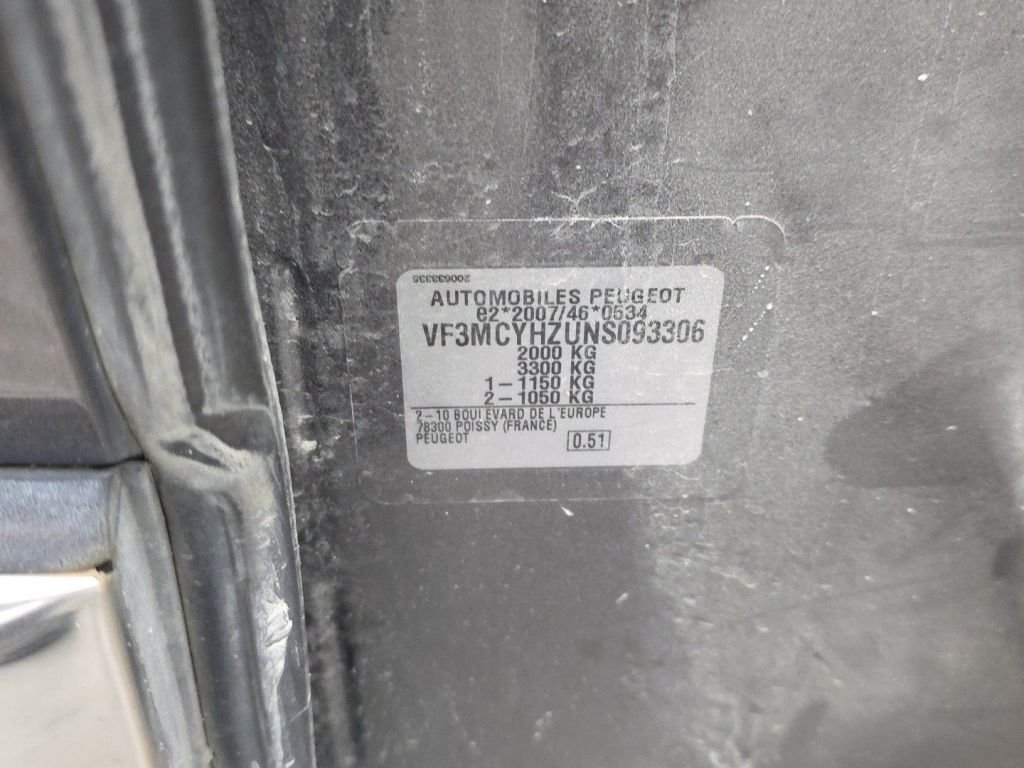 200633335
AUTOMOBILES PEUGEOT
e2*2007/46*0534
VF3MCYHZUNS093306
2000 KG
3300 KG
1-1150 KG
2-1050 KG
2-10 BOULEVARD DE L'EUROPE
78300 POISSY (FRANCE)
PEUGEOT
0.51